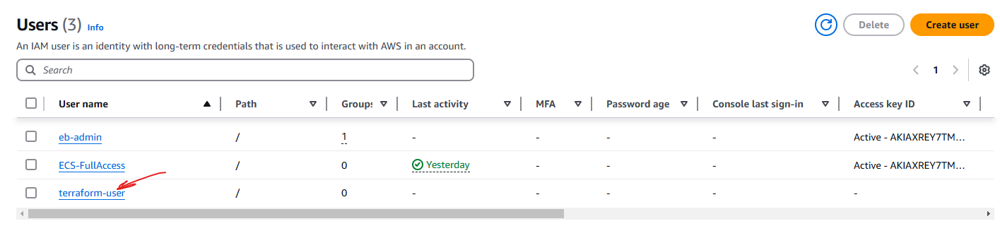 Users (3) Info
Delete
Create user
An IAM user is an identity with long-term credentials that is used to interact with AWS in an account.
Search
1
User name Path Groups Last activity MFA Password age Console last sign-in Access key ID
eb-admin / 1 - - - - Active - AKIAXREY7TM...
ECS-FullAccess / 0 Yesterday - - - Active - AKIAXREY7TM...
terraform-user / 0 - - - - -